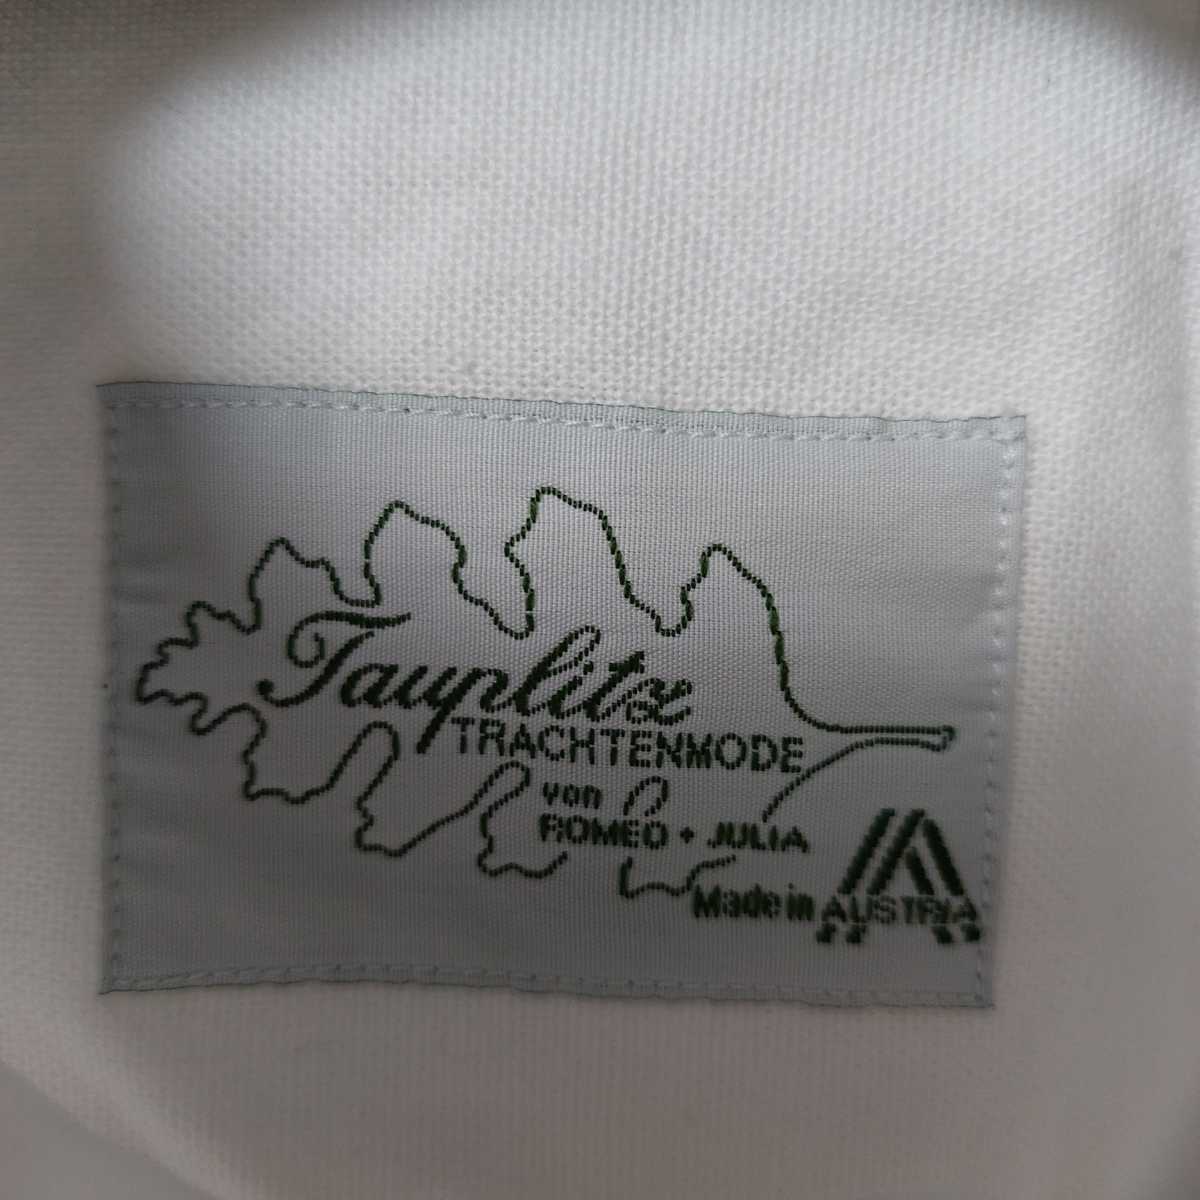 Tauplitz
TRACHTENMODE
von
ROMEO + JULIA
Made in AUSTRIA